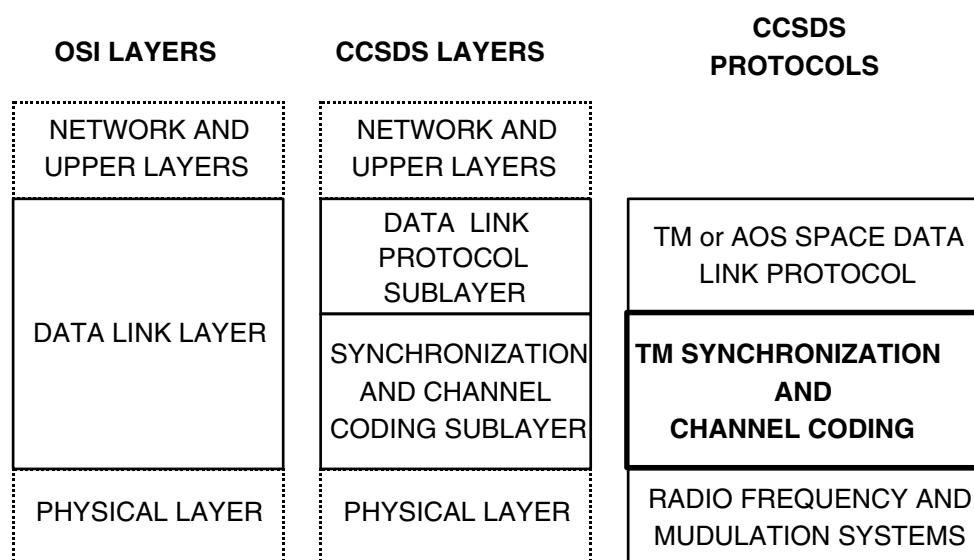 OSI LAYERS
CCSDS LAYERS
CCSDS
PROTOCOLS
NETWORK AND
UPPER LAYERS
NETWORK AND
UPPER LAYERS
DATA LINK LAYER
DATA LINK
PROTOCOL
SUBLAYER
TM or AOS SPACE DATA
LINK PROTOCOL
SYNCHRONIZATION
AND CHANNEL
CODING SUBLAYER
TM SYNCHRONIZATION
AND
CHANNEL CODING
PHYSICAL LAYER
PHYSICAL LAYER
RADIO FREQUENCY AND
MUDULATION SYSTEMS